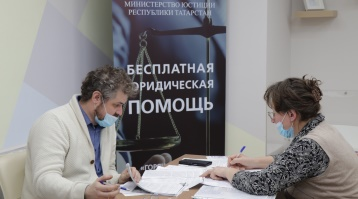 МИНИСТЕРСТВО ЮСТИЦИИ
РЕСПУБЛИКИ ТАТАРСТАН
БЕСПЛАТНАЯ
ЮРИДИЧЕСКАЯ
ПОМОЩЬ